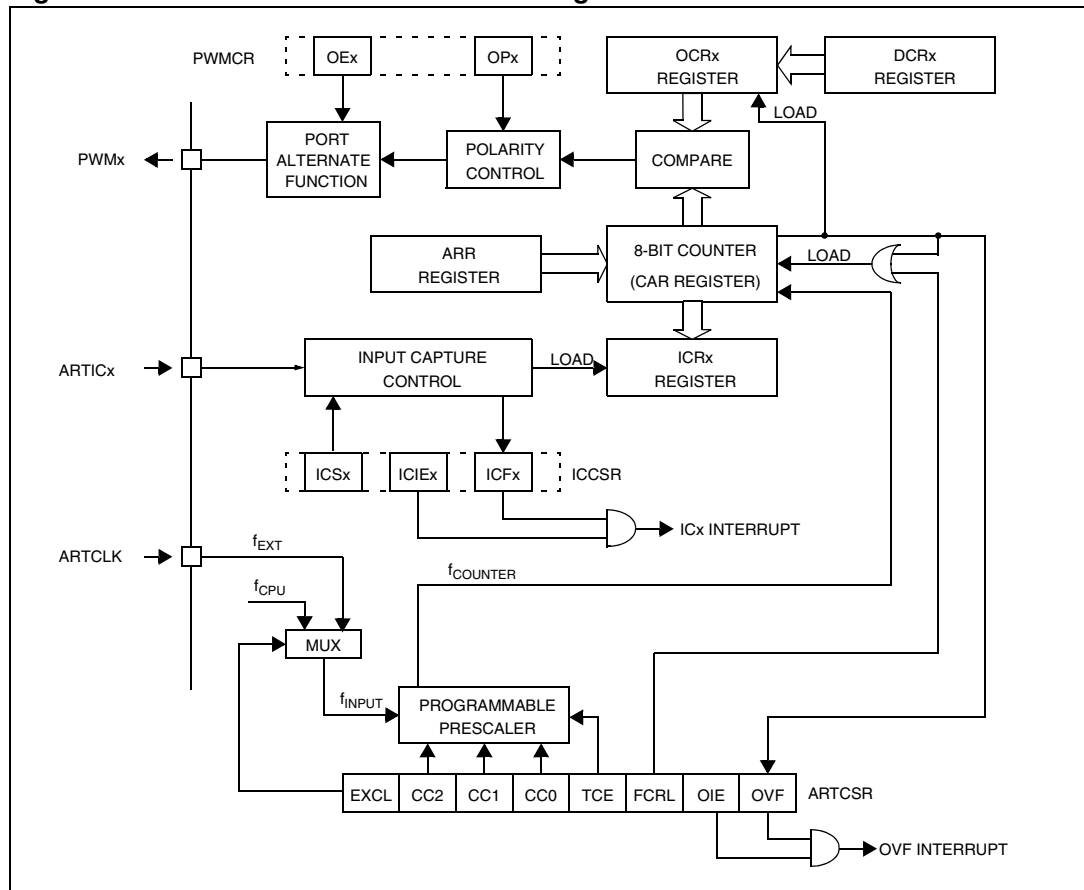 PWMCR
OEx
OPx
OCRx
REGISTER
DCRx
REGISTER
LOAD
PWMx
PORT
ALTERNATE
FUNCTION
POLARITY
CONTROL
COMPARE
ARR
REGISTER
8-BIT COUNTER
(CAR REGISTER)
LOAD
ARTICx
INPUT CAPTURE
CONTROL
LOAD
ICRx
REGISTER
ICSx
ICIEx
ICFx
ICCSR
ICx INTERRUPT
ARTCLK
fEXT
fCPU
fCOUNTER
MUX
fINPUT
PROGRAMMABLE
PRESCALER
EXCL
CC2
CC1
CC0
TCE
FCRL
OIE
OVF
ARTCSR
OVF INTERRUPT